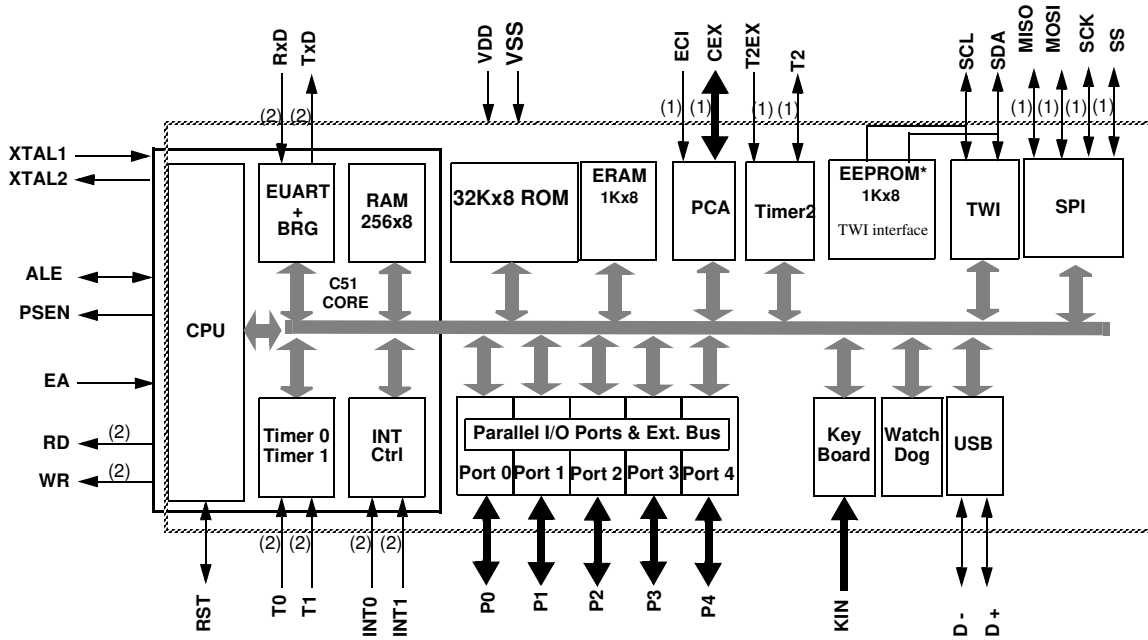 RxD
TxD
VDD
VSS
ECI
CEX
T2EX
T2
SCL
SDA
MISO
MOSI
SCK
SS
(2)
(2)
(1)
(1)
(1)
(1)
(1)
(1)
(1)
(1)
XTAL1
XTAL2
ALE
PSEN
EA
RD
(2)
WR
(2)
CPU
EUART
+
BRG
RAM
256x8
C51
CORE
32Kx8 ROM
ERAM
1Kx8
PCA
Timer2
EEPROM*
1Kx8
TWI interface
TWI
SPI
Timer 0
Timer 1
INT
Ctrl
Parallel I/O Ports & Ext. Bus
Port 0
Port 1
Port 2
Port 3
Port 4
Key
Board
Watch
Dog
USB
(2)
(2)
(2)
(2)
RST
T0
T1
INT0
INT1
P0
P1
P2
P3
P4
KIN
D -
D +